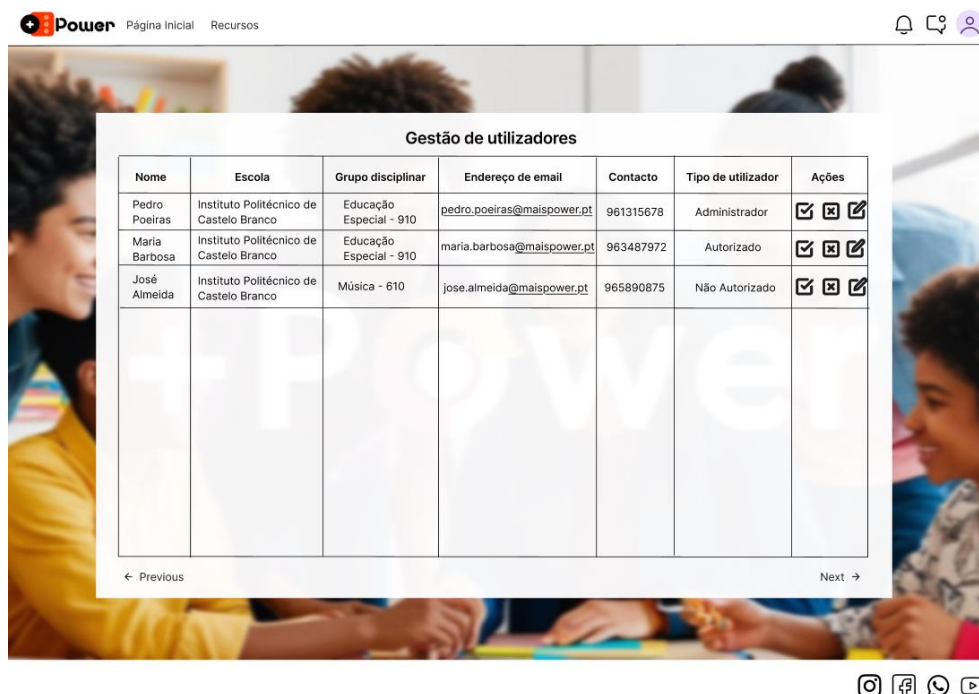 + Power Página Inicial Recursos
Gestão de utilizadores
Nome Escola Grupo disciplinar Endereço de email Contacto Tipo de utilizador Ações
Pedro Poeiras Instituto Politécnico de Castelo Branco Educação Especial - 910 pedro.poeiras@maispower.pt 961315678 Administrador
Maria Barbosa Instituto Politécnico de Castelo Branco Educação Especial - 910 maria.barbosa@maispower.pt 963487972 Autorizado
José Almeida Instituto Politécnico de Castelo Branco Música - 610 jose.almeida@maispower.pt 965890875 Não Autorizado
+Power
← Previous Next →